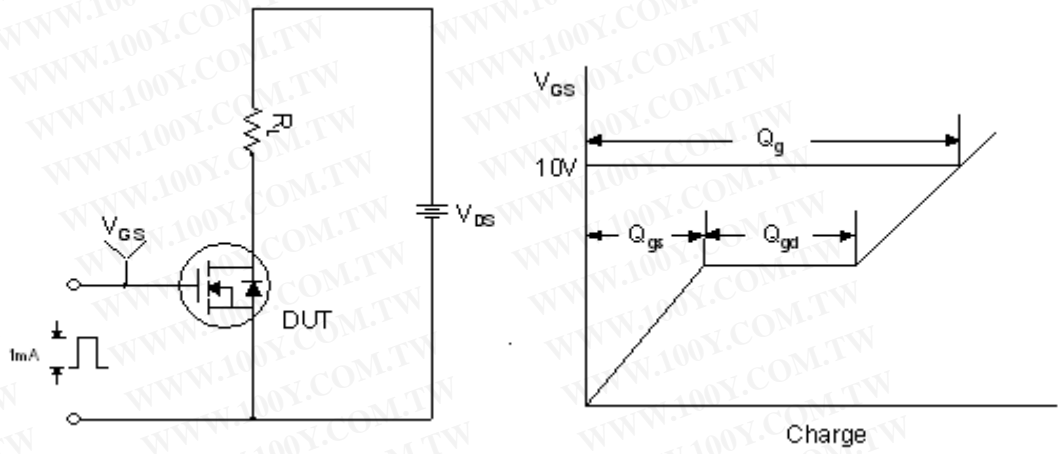 R_L
V_DS
V_GS
DUT
1mA
V_GS
Q_g
10V
Q_gs
Q_gd
Charge
WWW.100Y.COM.TW